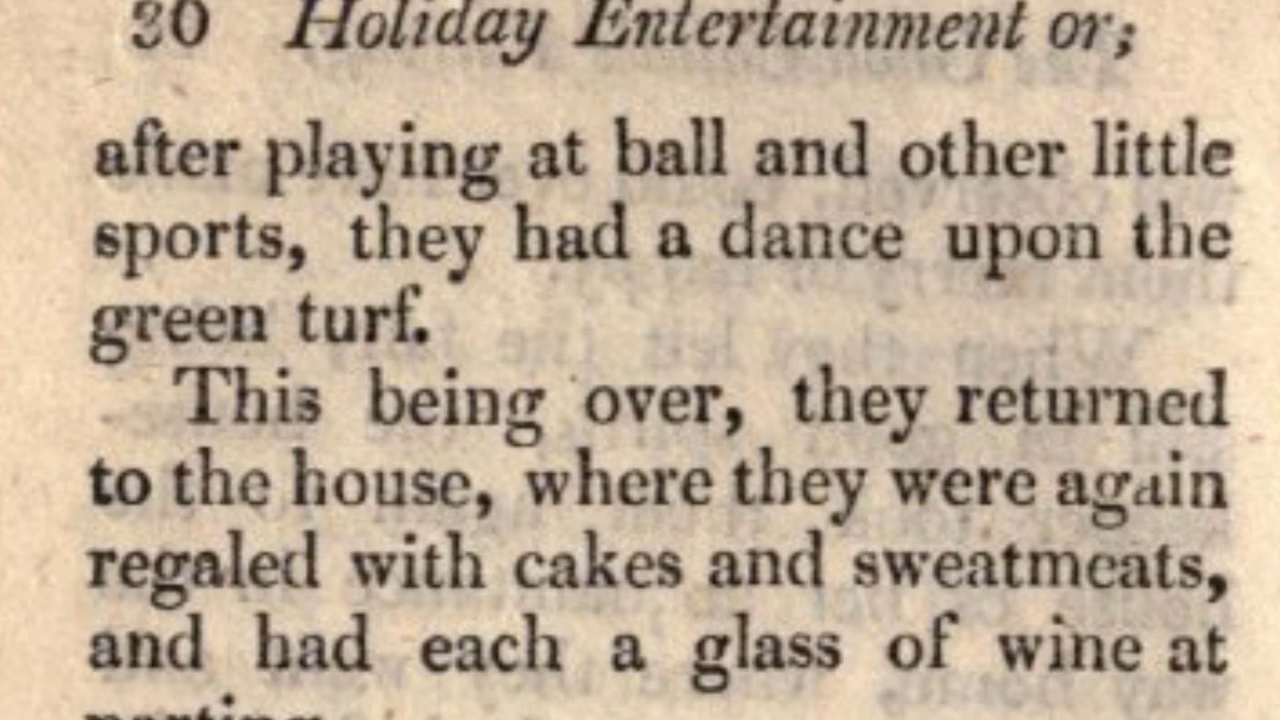 30 Holiday Entertainment or;
after playing at ball and other little
sports, they had a dance upon the
green turf.
This being over, they returned
to the house, where they were again
regaled with cakes and sweatmeats,
and had each a glass of wine at
parting.